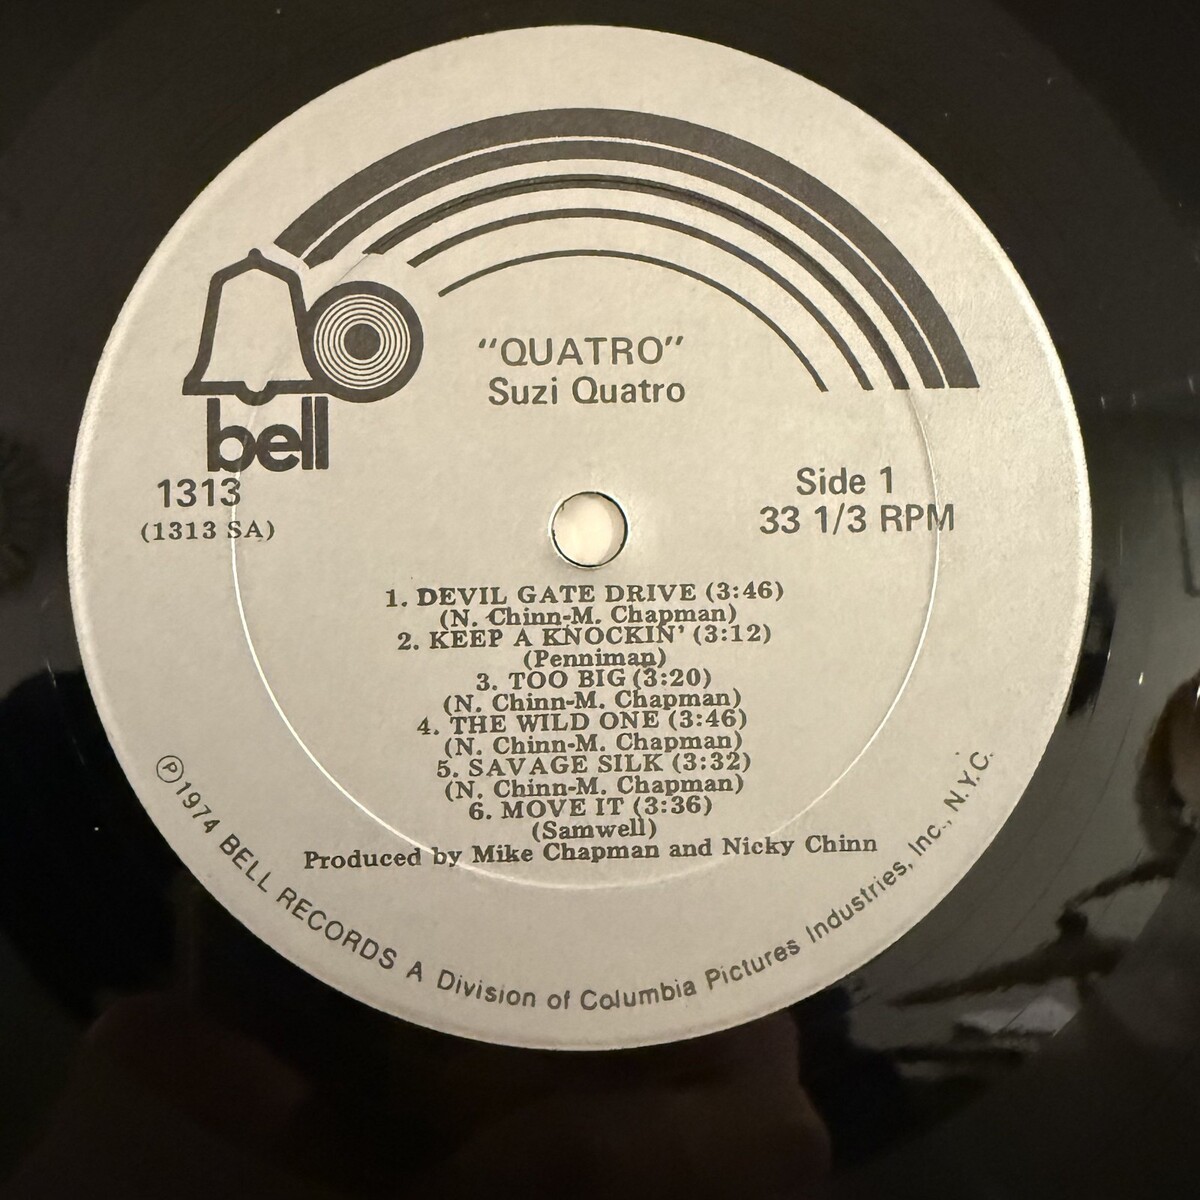 "QUATRO"
Suzi Quatro
bell
1313
(1313 SA)
Side 1
33 1/3 RPM
1. DEVIL GATE DRIVE (3:46)
(N. Chinn-M. Chapman)
2. KEEP A KNOCKIN' (3:12)
(Penniman)
3. TOO BIG (3:20)
(N. Chinn-M. Chapman)
4. THE WILD ONE (3:46)
(N. Chinn-M. Chapman)
5. SAVAGE SILK (3:32)
(N. Chinn-M. Chapman)
6. MOVE IT (3:36)
(Samwell)
Produced by Mike Chapman and Nicky Chinn
Ⓟ1974 BELL RECORDS A Division of Columbia Pictures Industries, Inc., N.Y.C.